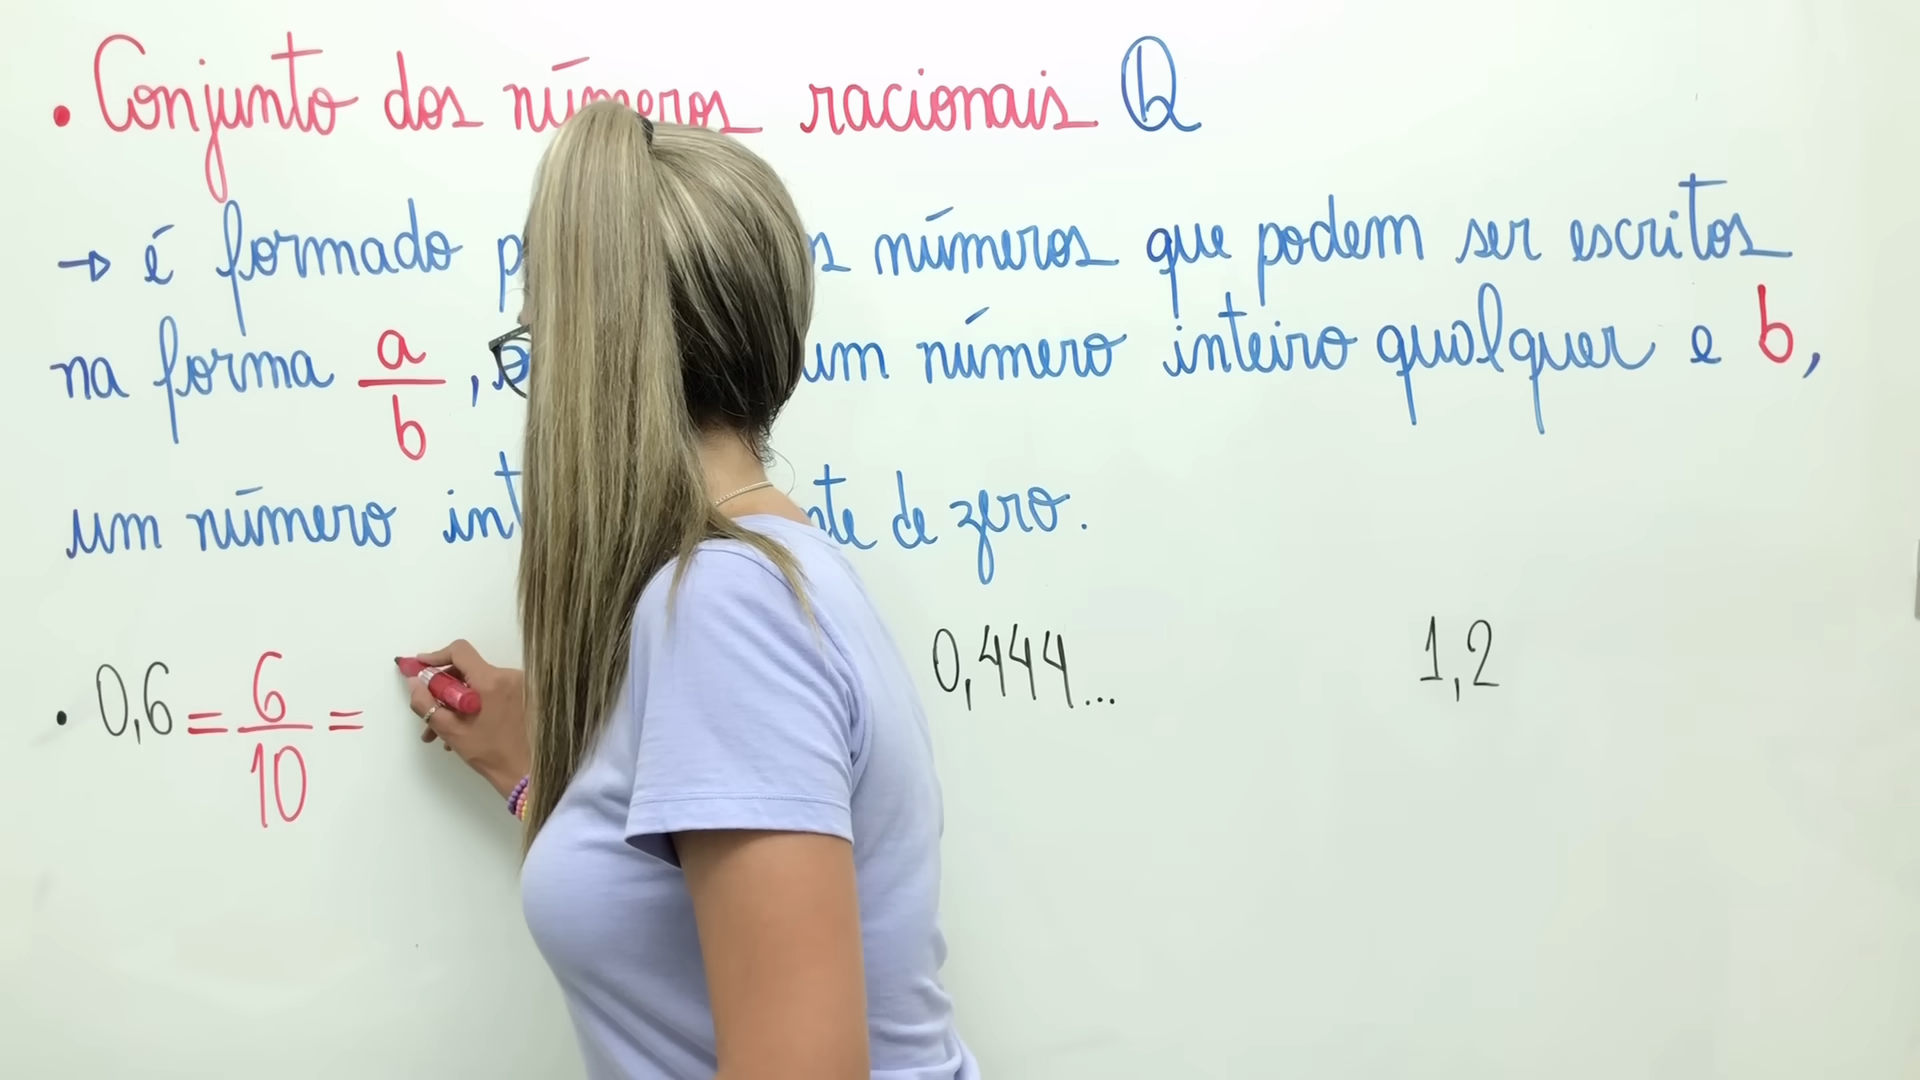 • Conjunto dos números racionais ℚ
→ é formado números que podem ser escritos
na forma a/b, um número inteiro qualquer e b,
um número de zero.
• 0,6 = 6/10 = 0,444... 1,2